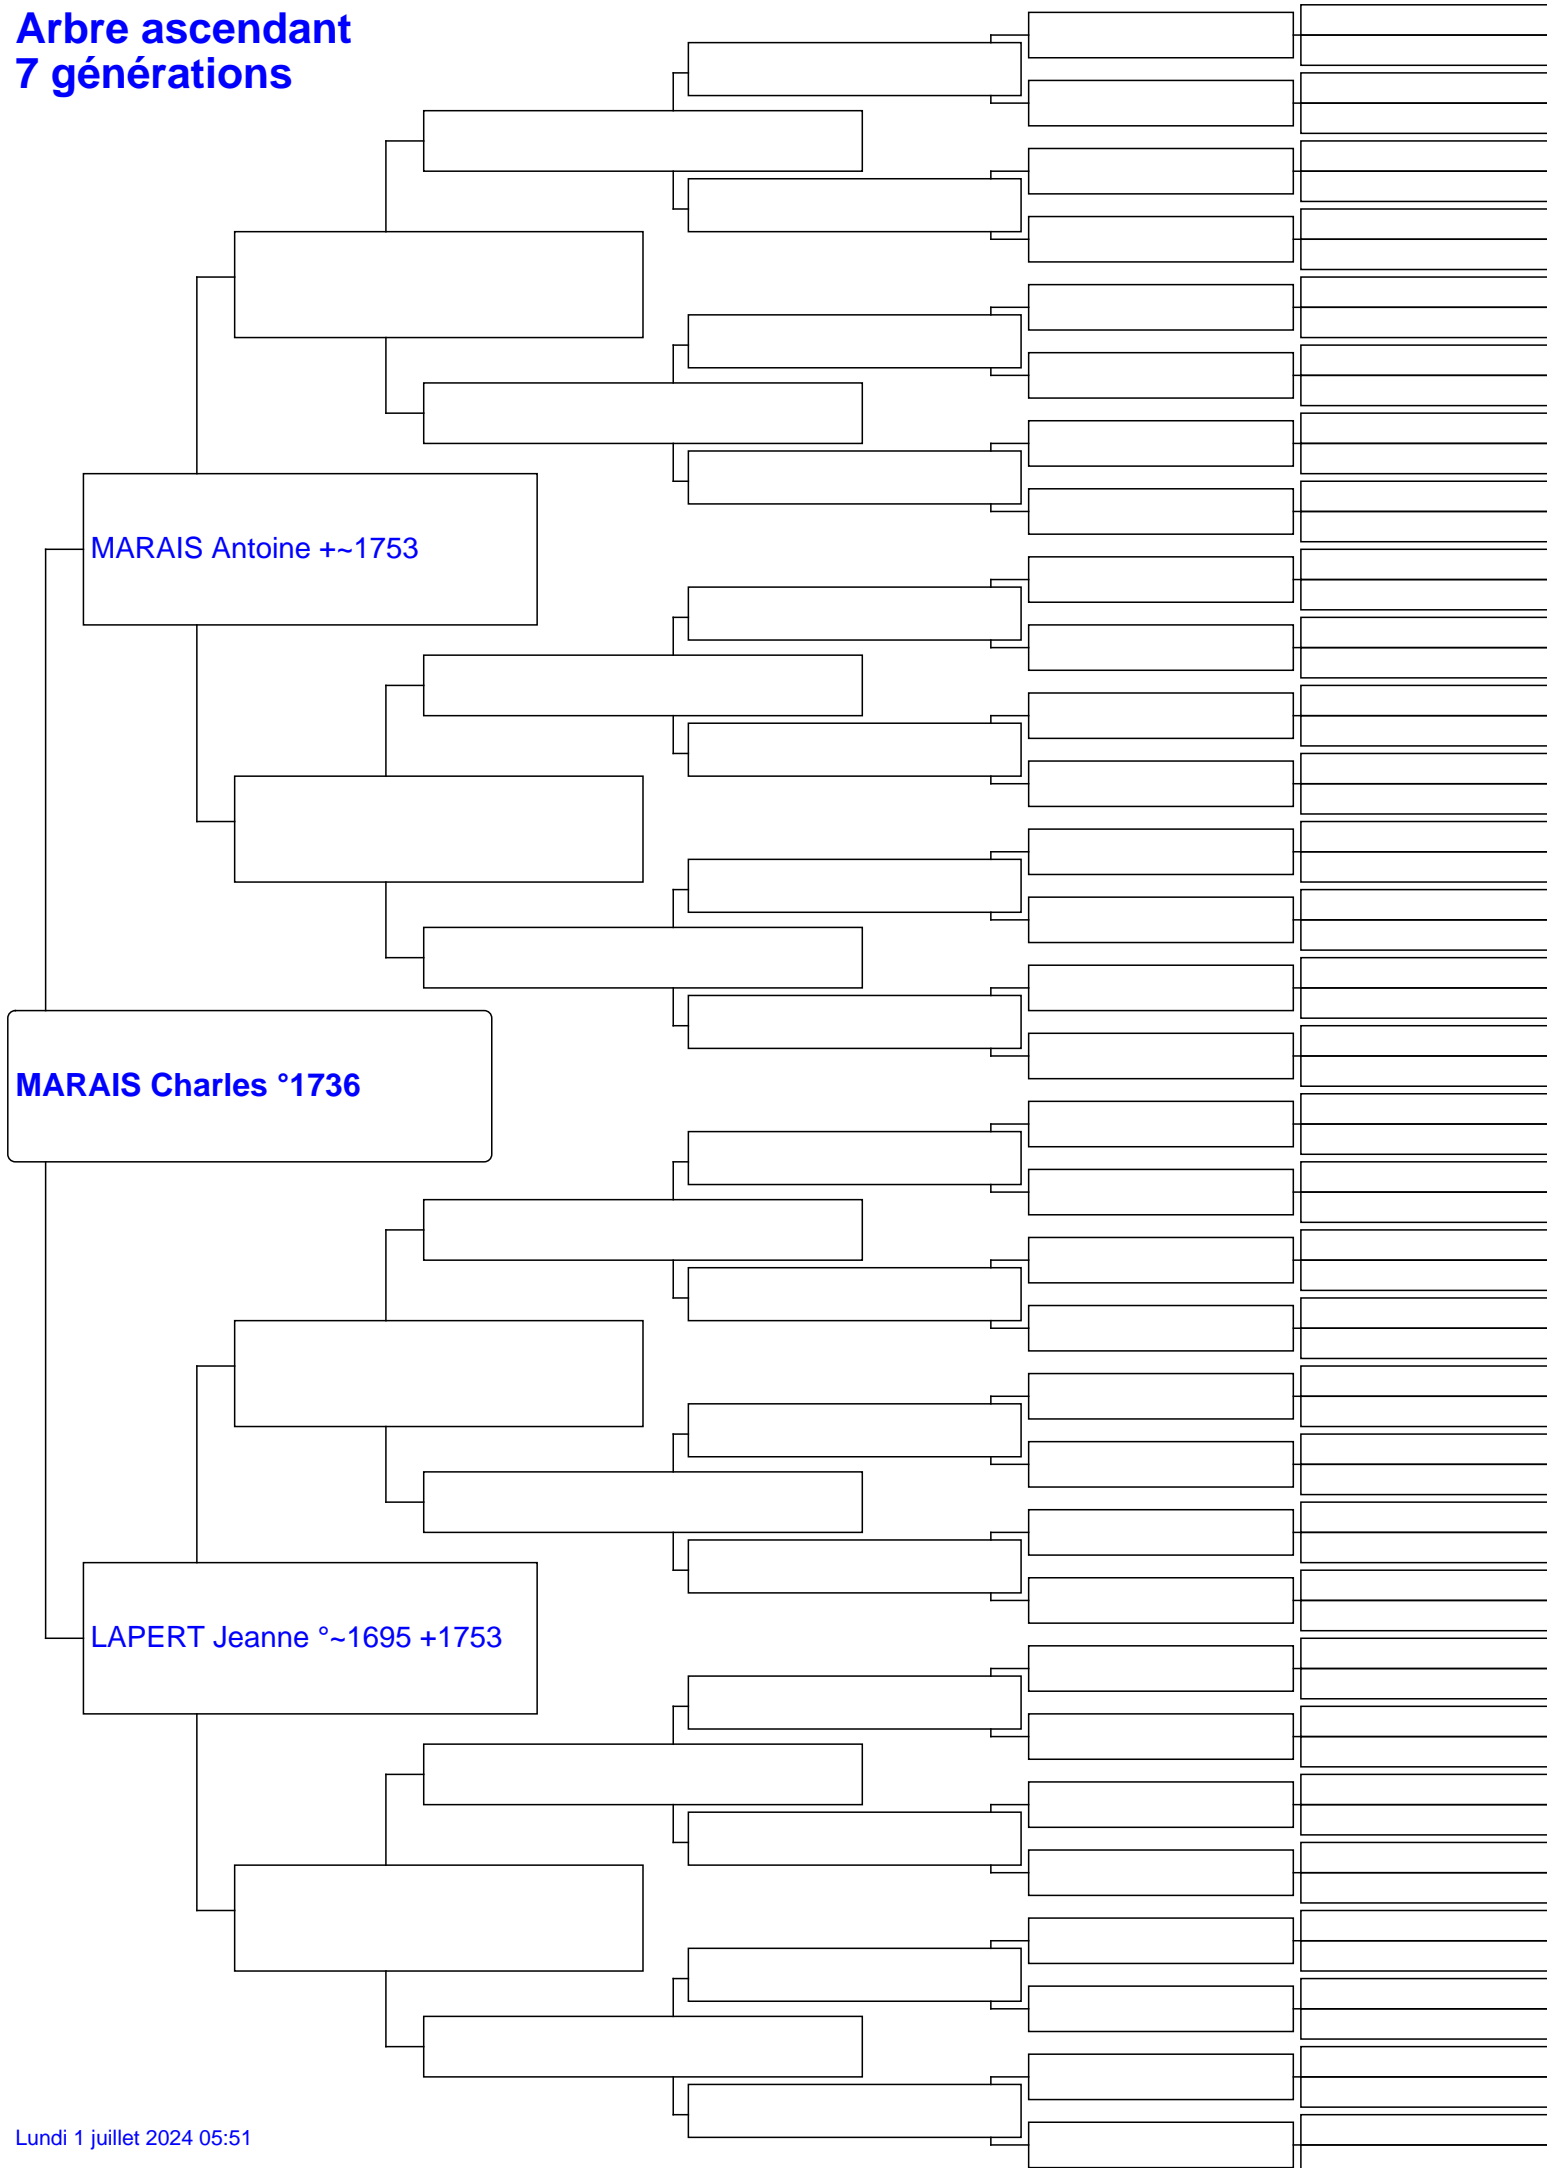 Arbre ascendant
7 générations
MARAIS Antoine +~1753
MARAIS Charles °1736
LAPERT Jeanne °~1695 +1753
Lundi 1 juillet 2024 05:51